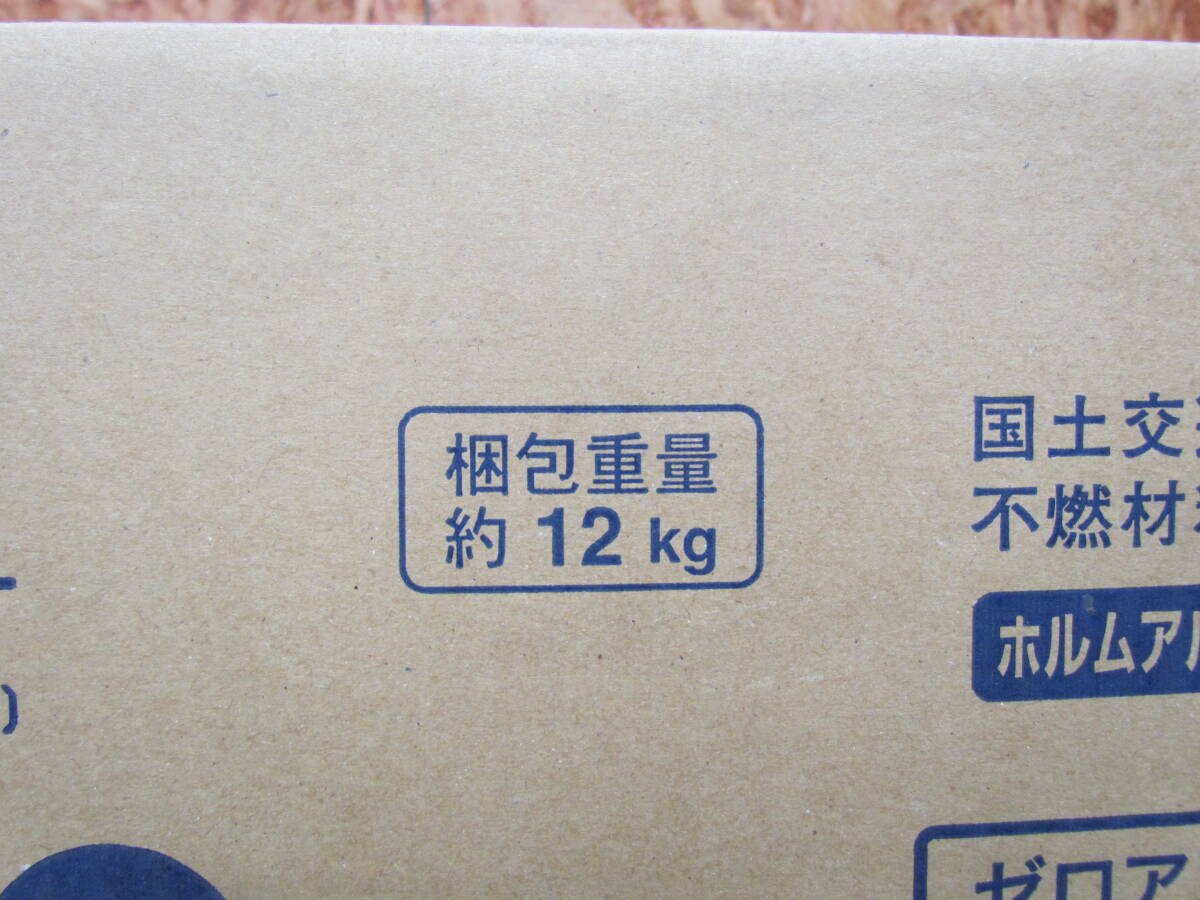 梱包重量
約 12 kg
国土交
不燃材
ホルムア
ゼロア